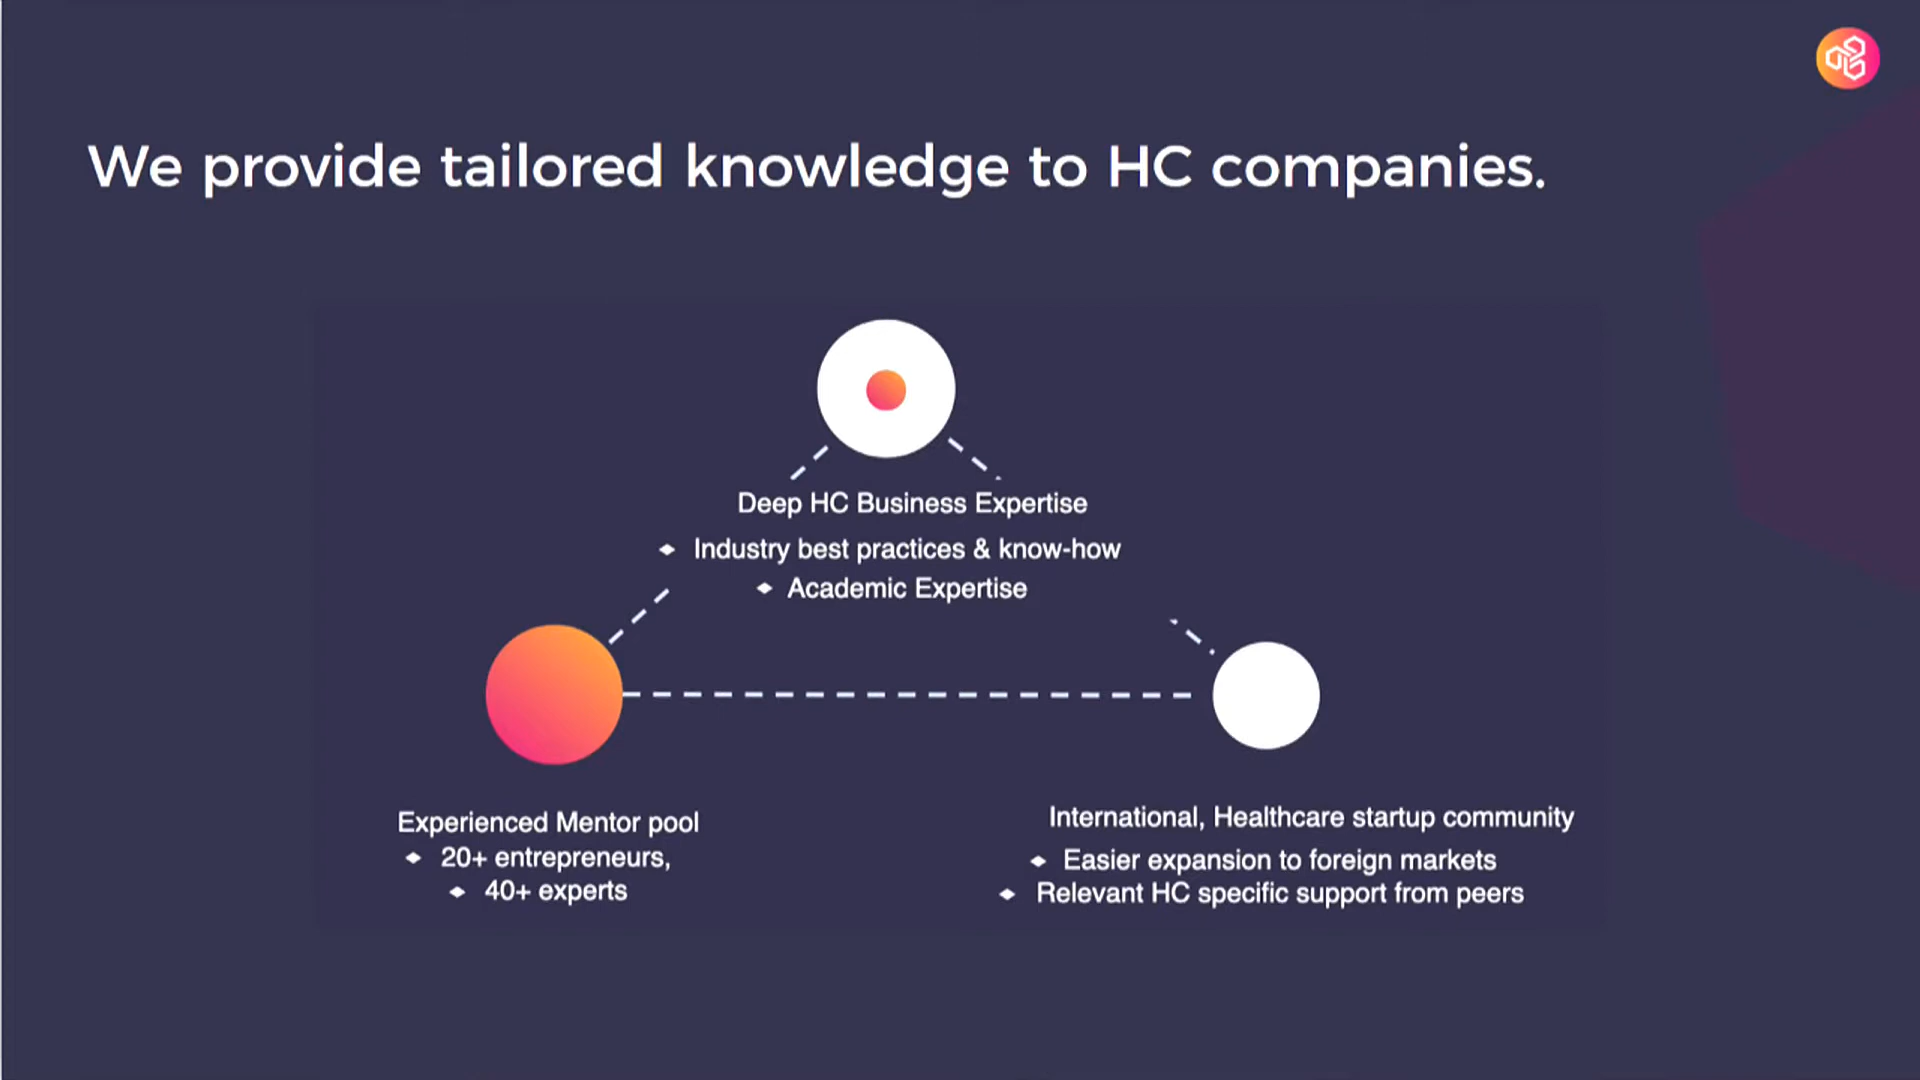 We provide tailored knowledge to HC companies.
Deep HC Business Expertise
Industry best practices & know-how
Academic Expertise
Experienced Mentor pool
20+ entrepreneurs,
40+ experts
International, Healthcare startup community
Easier expansion to foreign markets
Relevant HC specific support from peers